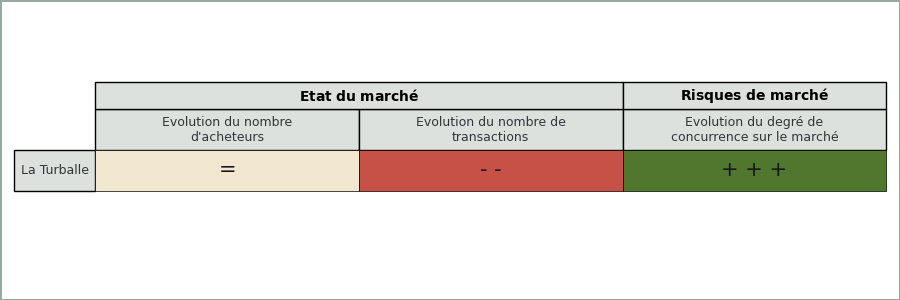 Etat du marché
Risques de marché
Evolution du nombre
d'acheteurs
Evolution du nombre de
transactions
Evolution du degré de
concurrence sur le marché
La Turballe
=
- -
+ + +